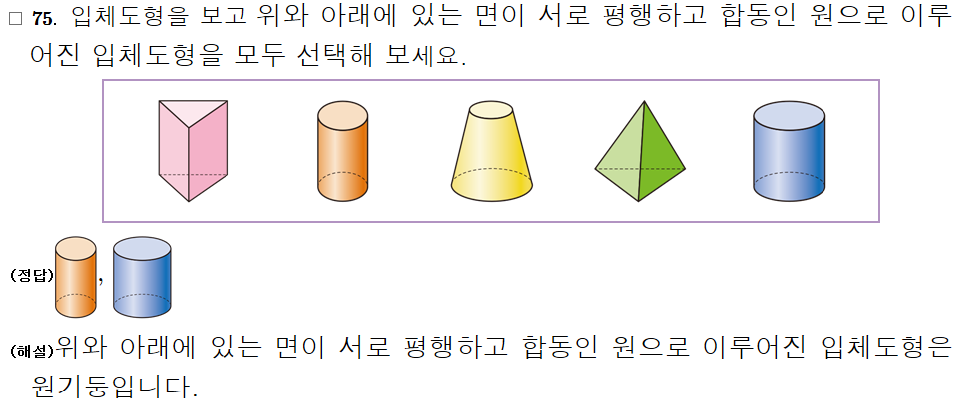 □ 75. 입체도형을 보고 위와 아래에 있는 면이 서로 평행하고 합동인 원으로 이루
어진 입체도형을 모두 선택해 보세요.
(정답) ,
(해설)위와 아래에 있는 면이 서로 평행하고 합동인 원으로 이루어진 입체도형은
원기둥입니다.